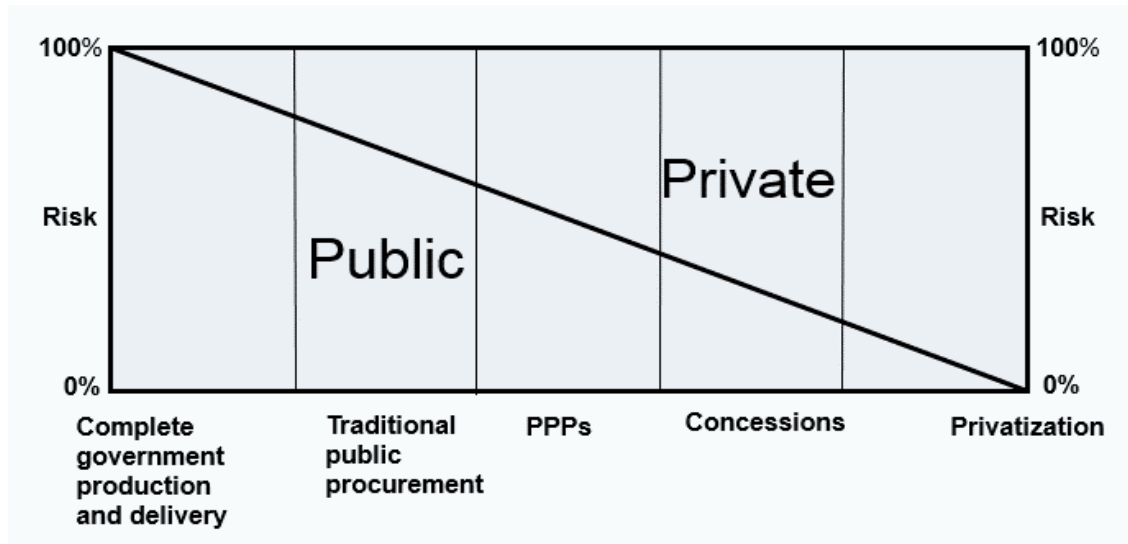 100%
100%
Private
Risk
Risk
Public
0%
0%
Complete
government
production
and delivery
Traditional
public
procurement
PPPs
Concessions
Privatization